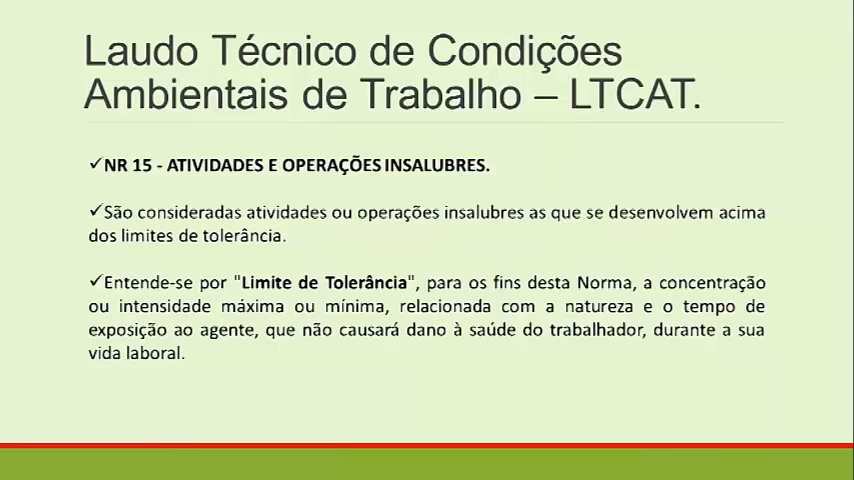 Laudo Técnico de Condições
Ambientais de Trabalho – LTCAT.
✓NR 15 - ATIVIDADES E OPERAÇÕES INSALUBRES.
✓São consideradas atividades ou operações insalubres as que se desenvolvem acima
dos limites de tolerância.
✓Entende-se por "Limite de Tolerância", para os fins desta Norma, a concentração
ou intensidade máxima ou mínima, relacionada com a natureza e o tempo de
exposição ao agente, que não causará dano à saúde do trabalhador, durante a sua
vida laboral.